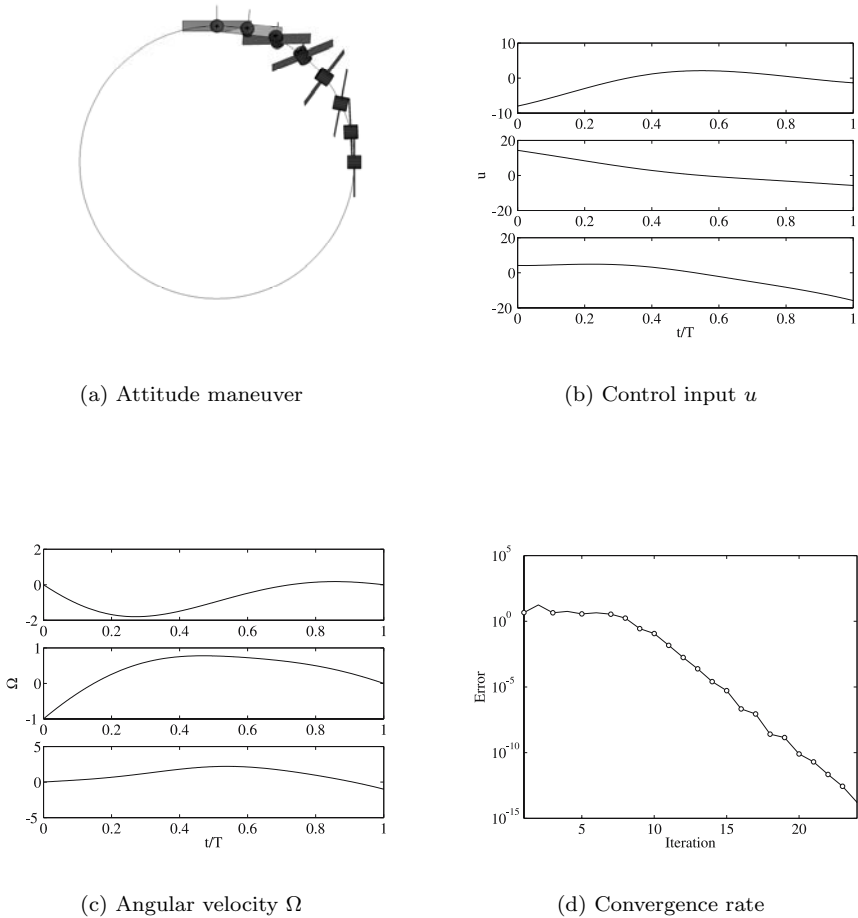 10
0
-10
0 0.2 0.4 0.6 0.8 1
20
0
-20
u
0 0.2 0.4 0.6 0.8 1
20
0
-20
0 0.2 0.4 0.6 0.8 1
t/T
(a) Attitude maneuver
(b) Control input u
2
0
-2
0 0.2 0.4 0.6 0.8 1
1
0
-1
Ω
0 0.2 0.4 0.6 0.8 1
5
0
-5
0 0.2 0.4 0.6 0.8 1
t/T
10^5
10^0
10^-5
10^-10
10^-15
Error
5 10 15 20
Iteration
(c) Angular velocity Ω
(d) Convergence rate